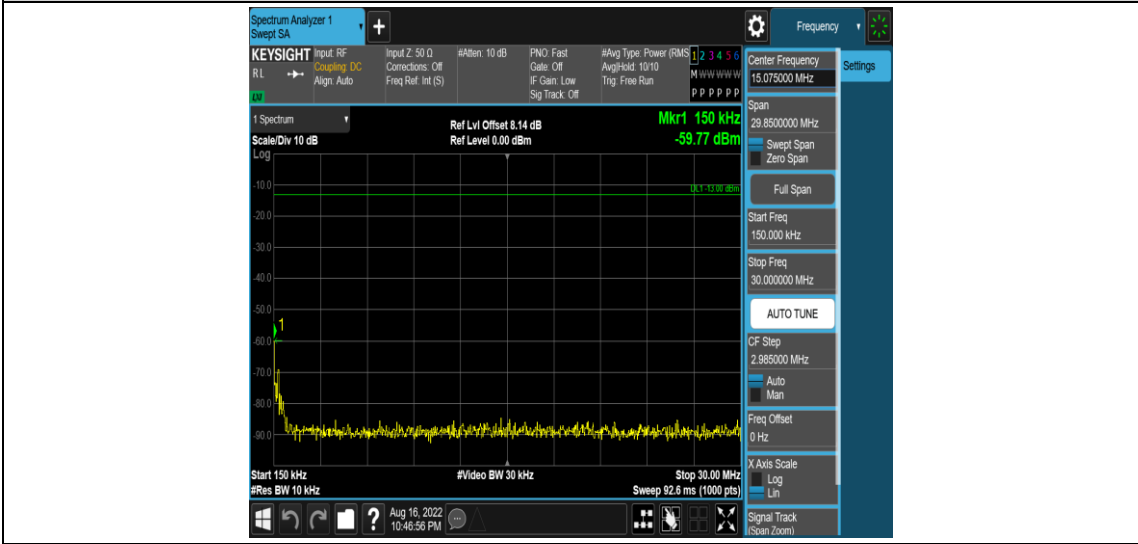 Spectrum Analyzer 1
Swept SA
+
Frequency
KEYSIGHT
Input: RF
Input Z: 50 Ω
#Atten: 10 dB
PNO: Fast
#Avg Type: Power (RMS
1 2 3 4 5 6
R L
Coupling: DC
Corrections: Off
Gate: Off
Avg|Hold: 10/10
M W W W W W
Align: Auto
Freq Ref: Int (S)
IF Gain: Low
Trig: Free Run
Sig Track: Off
P P P P P P
1 Spectrum
Ref Lvl Offset 8.14 dB
Mkr1 150 kHz
Scale/Div 10 dB
Ref Level 0.00 dBm
-59.77 dBm
Log
DL1 -13.00 dBm
-10.0
-20.0
-30.0
-40.0
-50.0
1
-60.0
-70.0
-80.0
-90.0
Start 150 kHz
#Video BW 30 kHz
Stop 30.00 MHz
#Res BW 10 kHz
Sweep 92.6 ms (1000 pts)
?
Aug 16, 2022
10:46:56 PM
Center Frequency
15.075000 MHz
Settings
Span
29.8500000 MHz
Swept Span
Zero Span
Full Span
Start Freq
150.000 kHz
Stop Freq
30.000000 MHz
AUTO TUNE
CF Step
2.985000 MHz
Auto
Man
Freq Offset
0 Hz
X Axis Scale
Log
Lin
Signal Track
(Span Zoom)